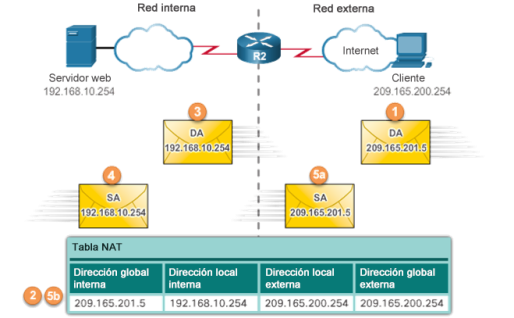 Red interna
Red externa
R2
Internet
Servidor web
192.168.10.254
Cliente
209.165.200.254
3
1
DA
192.168.10.254
DA
209.165.201.5
4
5a
SA
192.168.10.254
SA
209.165.201.5
Tabla NAT
Dirección global interna
Dirección local interna
Dirección local externa
Dirección global externa
2 5b
209.165.201.5 192.168.10.254 209.165.200.254 209.165.200.254